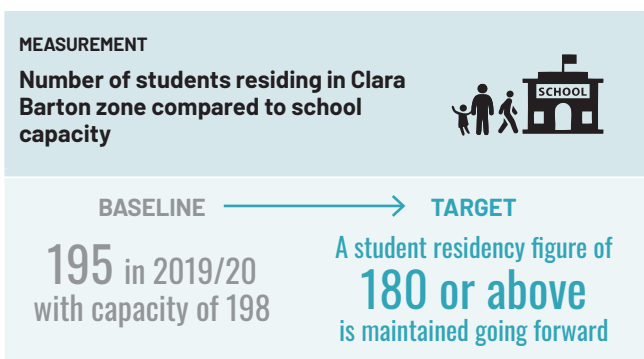 MEASUREMENT
Number of students residing in Clara
Barton zone compared to school
capacity
SCHOOL
BASELINE
TARGET
195 in 2019/20
with capacity of 198
A student residency figure of
180 or above
is maintained going forward